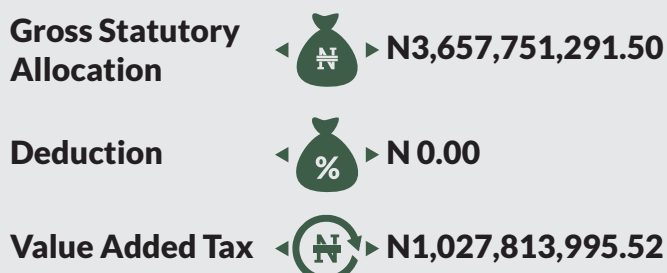 Gross Statutory
Allocation
₦
N3,657,751,291.50
Deduction
%
N 0.00
Value Added Tax
₦
N1,027,813,995.52